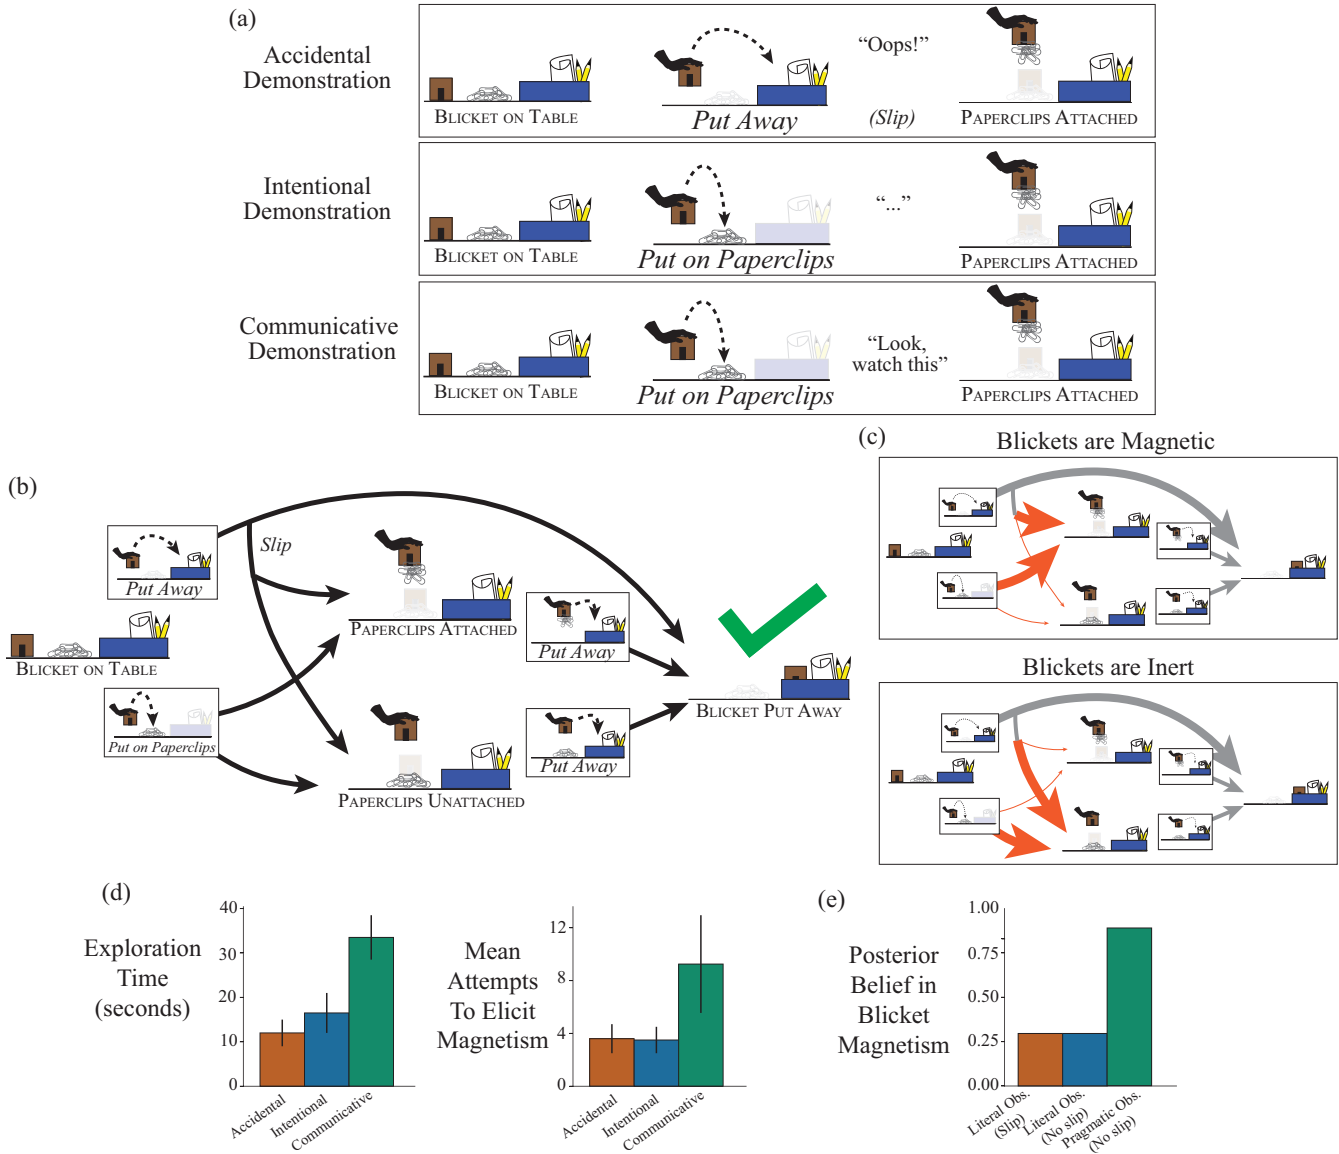 (a)
Accidental
Demonstration
BLICKET ON TABLE
Put Away
“Oops!”
(Slip)
PAPERCLIPS ATTACHED
Intentional
Demonstration
BLICKET ON TABLE
Put on Paperclips
“...”
PAPERCLIPS ATTACHED
Communicative
Demonstration
BLICKET ON TABLE
Put on Paperclips
“Look,
watch this”
PAPERCLIPS ATTACHED
(b)
Put Away
Slip
BLICKET ON TABLE
Put on Paperclips
PAPERCLIPS ATTACHED
PAPERCLIPS UNATTACHED
Put Away
Put Away
BLICKET PUT AWAY
(c)
Blickets are Magnetic
Blickets are Inert
(d)
Exploration
Time
(seconds)
40
30
20
10
0
Accidental
Intentional
Communicative
Mean
Attempts
To Elicit
Magnetism
12
8
4
0
Accidental
Intentional
Communicative
(e)
Posterior
Belief in
Blicket
Magnetism
1.00
0.75
0.50
0.25
0.00
Literal Obs.
(Slip)
Literal Obs.
(No slip)
Pragmatic Obs.
(No slip)